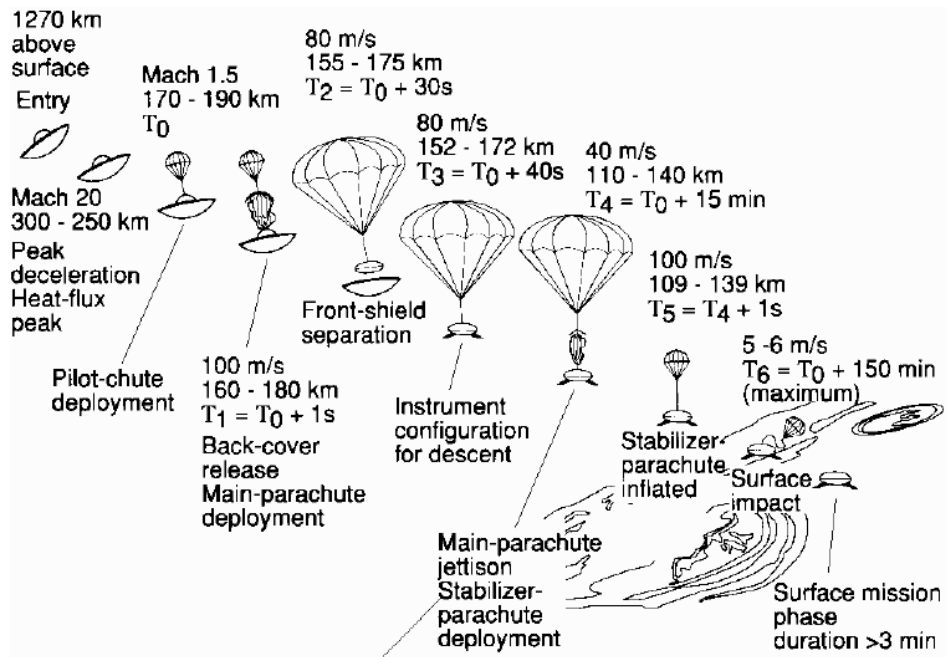 1270 km
above
surface
Entry
Mach 20
300 - 250 km
Peak
deceleration
Heat-flux
peak
Mach 1.5
170 - 190 km
T0
Pilot-chute
deployment
100 m/s
160 - 180 km
T1 = T0 + 1s
Back-cover
release
Main-parachute
deployment
80 m/s
155 - 175 km
T2 = T0 + 30s
Front-shield
separation
80 m/s
152 - 172 km
T3 = T0 + 40s
Instrument
configuration
for descent
40 m/s
110 - 140 km
T4 = T0 + 15 min
Main-parachute
jettison
Stabilizer-
parachute
deployment
100 m/s
109 - 139 km
T5 = T4 + 1s
Stabilizer-
parachute
inflated
5 -6 m/s
T6 = T0 + 150 min
(maximum)
Surface
impact
Surface mission
phase
duration >3 min